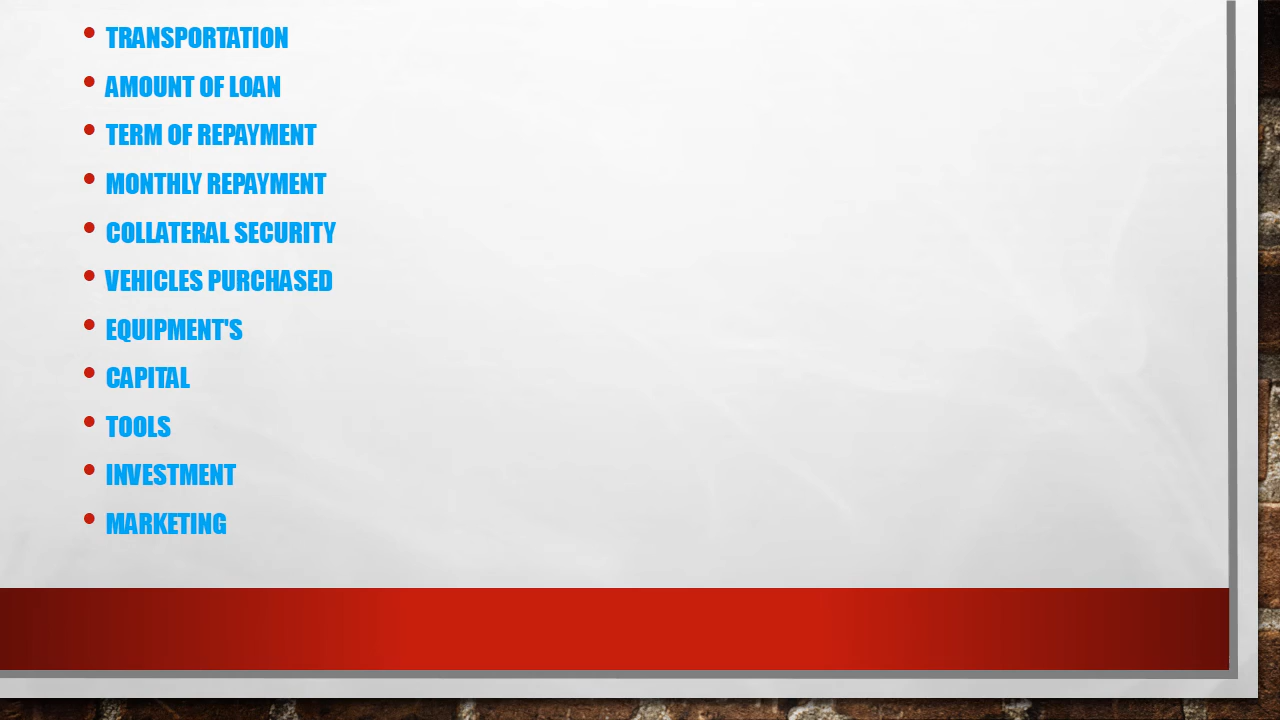 • TRANSPORTATION
• AMOUNT OF LOAN
• TERM OF REPAYMENT
• MONTHLY REPAYMENT
• COLLATERAL SECURITY
• VEHICLES PURCHASED
• EQUIPMENT'S
• CAPITAL
• TOOLS
• INVESTMENT
• MARKETING